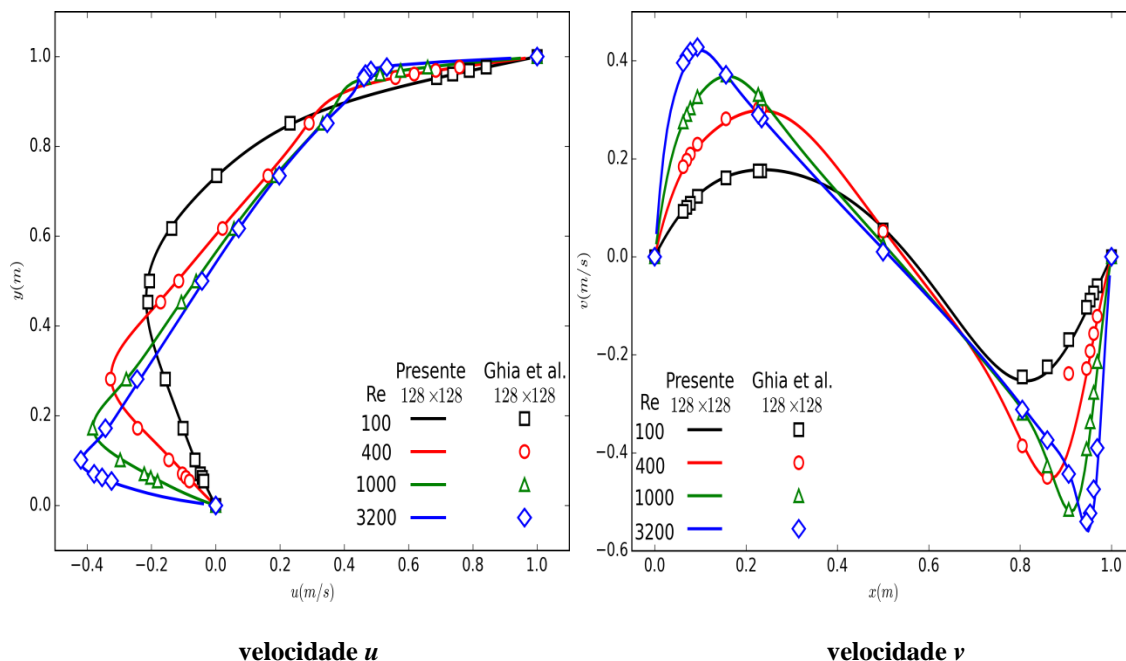 1.0
0.8
0.6
0.4
0.2
0.0
y(m)
−0.4 −0.2 0.0 0.2 0.4 0.6 0.8 1.0
u(m/s)
Presente Ghia et al.
Re 128×128 128×128
100
400
1000
3200
velocidade u
0.4
0.2
0.0
−0.2
−0.4
−0.6
v(m/s)
0.0 0.2 0.4 0.6 0.8 1.0
x(m)
Presente Ghia et al.
Re 128×128 128×128
100
400
1000
3200
velocidade v